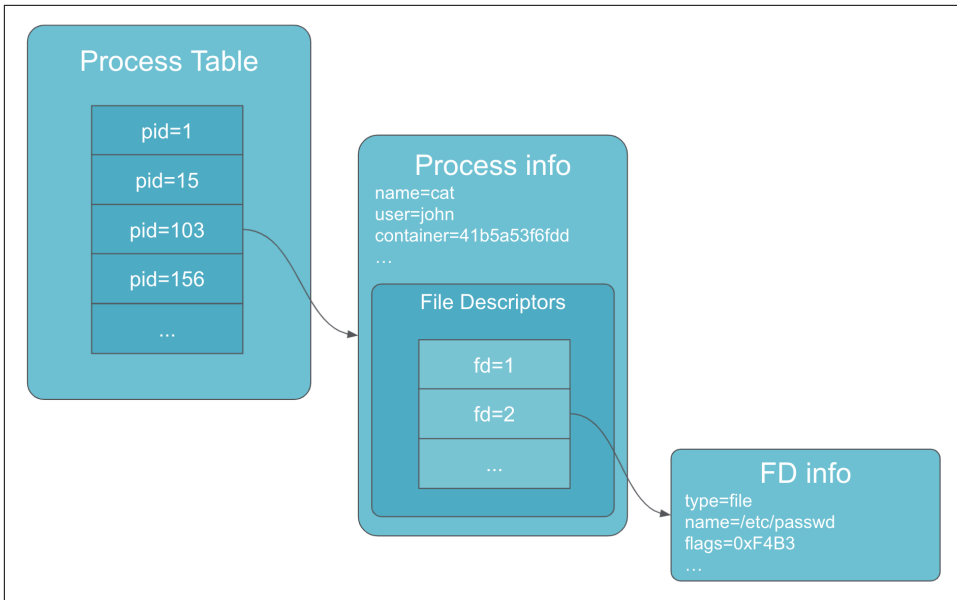 Process Table
pid=1
pid=15
pid=103
pid=156
...
Process info
name=cat
user=john
container=41b5a53f6fdd
...
File Descriptors
fd=1
fd=2
...
FD info
type=file
name=/etc/passwd
flags=0xF4B3
...